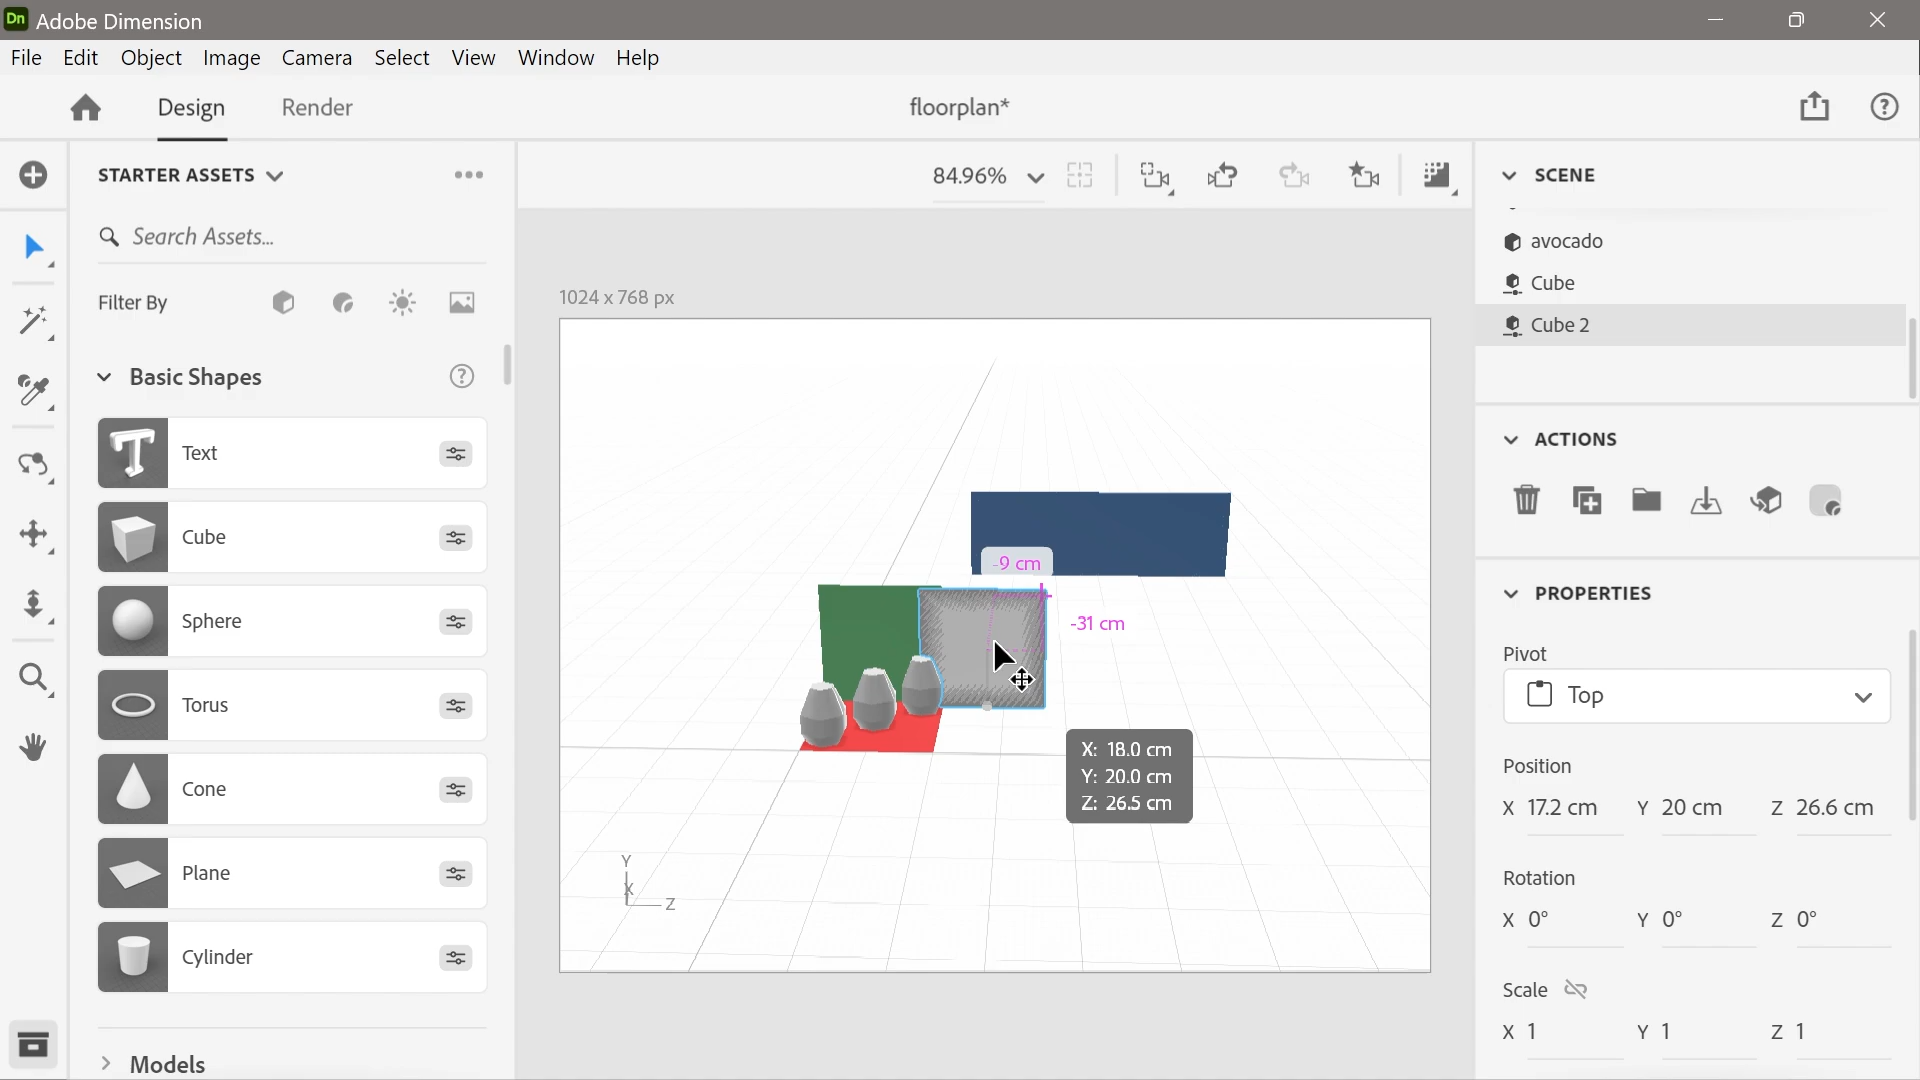 Dn Adobe Dimension
File Edit Object Image Camera Select View Window Help
Design Render floorplan*
STARTER ASSETS
Search Assets...
Filter By
Basic Shapes
Text
Cube
Sphere
Torus
Cone
Plane
Cylinder
Models
84.96%
1024 x 768 px
-9 cm
-31 cm
X: 18.0 cm
Y: 20.0 cm
Z: 26.5 cm
Y
X
Z
SCENE
avocado
Cube
Cube 2
ACTIONS
PROPERTIES
Pivot
Top
Position
X 17.2 cm Y 20 cm Z 26.6 cm
Rotation
X 0° Y 0° Z 0°
Scale
X 1 Y 1 Z 1